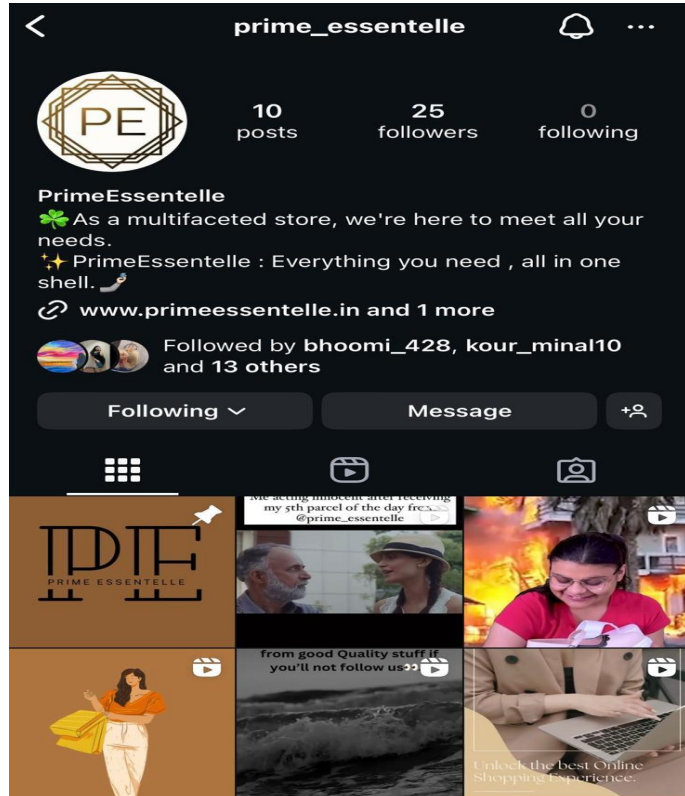 prime_essentelle
PE
10 25 0
posts followers following
PrimeEssentelle
☘️As a multifaceted store, we're here to meet all your
needs.
✨PrimeEssentelle : Everything you need , all in one
shell.🤳
www.primeessentelle.in and 1 more
Followed by bhoomi_428, kour_minal10
and 13 others
Following Message
PE
PRIME ESSENTELLE
Me acting innocent after receiving
my 5th parcel of the day
@prime_essentelle
from good Quality stuff if
you'll not follow us👀
Unlock the best Online
Shopping Experience.